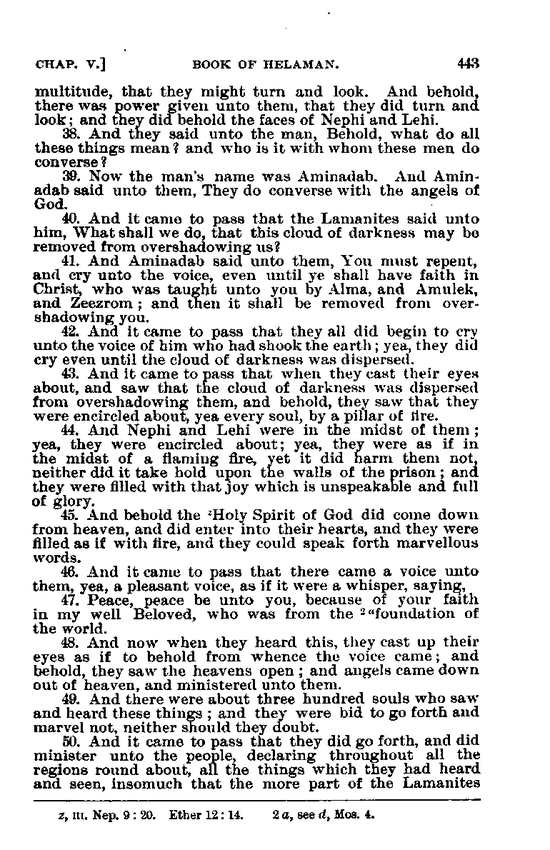 CHAP. V.] BOOK OF HELAMAN. 443
multitude, that they might turn and look. And behold,
there was power given unto them, that they did turn and
look; and they did behold the faces of Nephi and Lehi.
38. And they said unto the man, Behold, what do all
these things mean? and who is it with whom these men do
converse?
39. Now the man's name was Aminadab. And Amin-
adab said unto them, They do converse with the angels of
God.
40. And it came to pass that the Lamanites said unto
him, What shall we do, that this cloud of darkness may be
removed from overshadowing us?
41. And Aminadab said unto them, You must repent,
and cry unto the voice, even until ye shall have faith in
Christ, who was taught unto you by Alma, and Amulek,
and Zeezrom; and then it shall be removed from over-
shadowing you.
42. And it came to pass that they all did begin to cry
unto the voice of him who had shook the earth; yea, they did
cry even until the cloud of darkness was dispersed.
43. And it came to pass that when they cast their eyes
about, and saw that the cloud of darkness was dispersed
from overshadowing them, and behold, they saw that they
were encircled about, yea every soul, by a pillar of fire.
44. And Nephi and Lehi were in the midst of them;
yea, they were encircled about; yea, they were as if in
the midst of a flaming fire, yet it did harm them not,
neither did it take hold upon the walls of the prison; and
they were filled with that joy which is unspeakable and full
of glory.
45. And behold the ᶻHoly Spirit of God did come down
from heaven, and did enter into their hearts, and they were
filled as if with fire, and they could speak forth marvellous
words.
46. And it came to pass that there came a voice unto
them, yea, a pleasant voice, as if it were a whisper, saying,
47. Peace, peace be unto you, because of your faith
in my well Beloved, who was from the ²ᵃfoundation of
the world.
48. And now when they heard this, they cast up their
eyes as if to behold from whence the voice came; and
behold, they saw the heavens open; and angels came down
out of heaven, and ministered unto them.
49. And there were about three hundred souls who saw
and heard these things; and they were bid to go forth and
marvel not, neither should they doubt.
50. And it came to pass that they did go forth, and did
minister unto the people, declaring throughout all the
regions round about, all the things which they had heard
and seen, insomuch that the more part of the Lamanites
z, III. Nep. 9:20. Ether 12:14. 2 a, see d, Mos. 4.